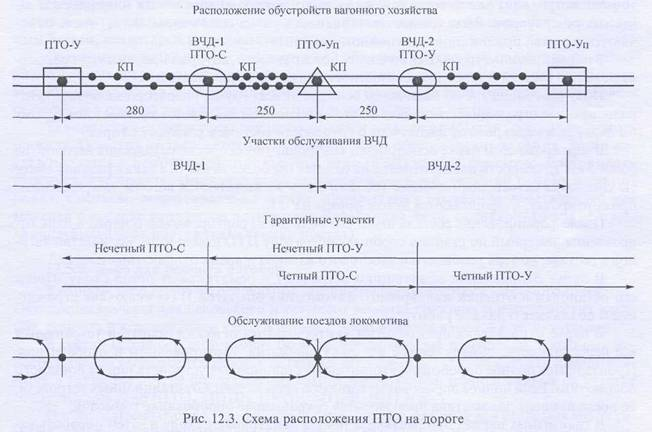 Расположение обустройств вагонного хозяйства
ПТО-У
ВЧД-1
ПТО-С
ПТО-Уп
ВЧД-2
ПТО-У
ПТО-Уп
КП
КП
КП
КП
280
250
250
Участки обслуживания ВЧД
ВЧД-1
ВЧД-2
Гарантийные участки
Нечетный ПТО-С
Нечетный ПТО-У
Четный ПТО-С
Четный ПТО-У
Обслуживание поездов локомотива
Рис. 12.3. Схема расположения ПТО на дороге